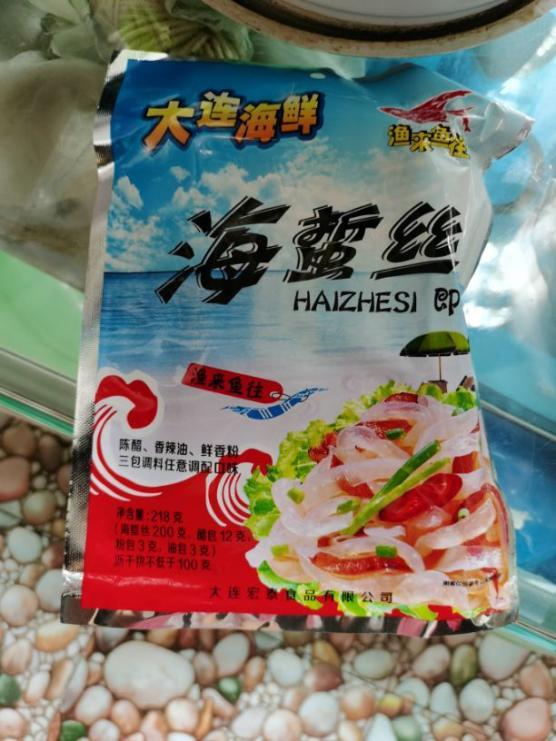 大连海鲜
渔来鱼往
海蜇丝
HAIZHESI 即
渔来鱼往
陈醋、香辣油、鲜香粉
三包调料任意调配口味
净含量:218克
(海蜇丝200克,醋包12克,
粉包3克,油包3克)
沥干物不低于100克
大连宏泰食品有限公司